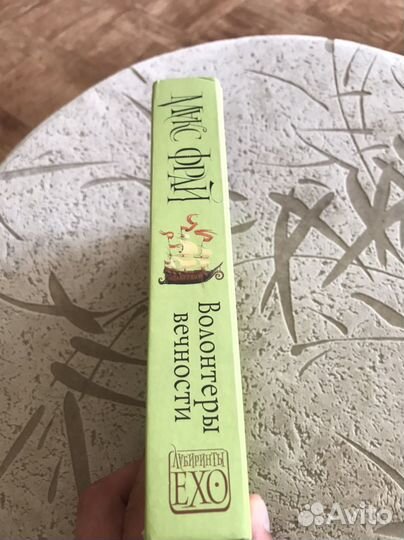 МАКС ФРАЙ
Волонтеры
вечности
ЛАБИРИНТЫ
ЕХО
Avito